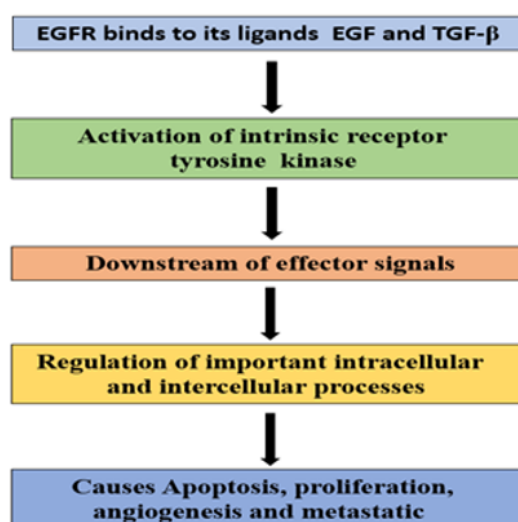 EGFR binds to its ligands EGF and TGF-β
Activation of intrinsic receptor
tyrosine kinase
Downstream of effector signals
Regulation of important intracellular
and intercellular processes
Causes Apoptosis, proliferation,
angiogenesis and metastatic